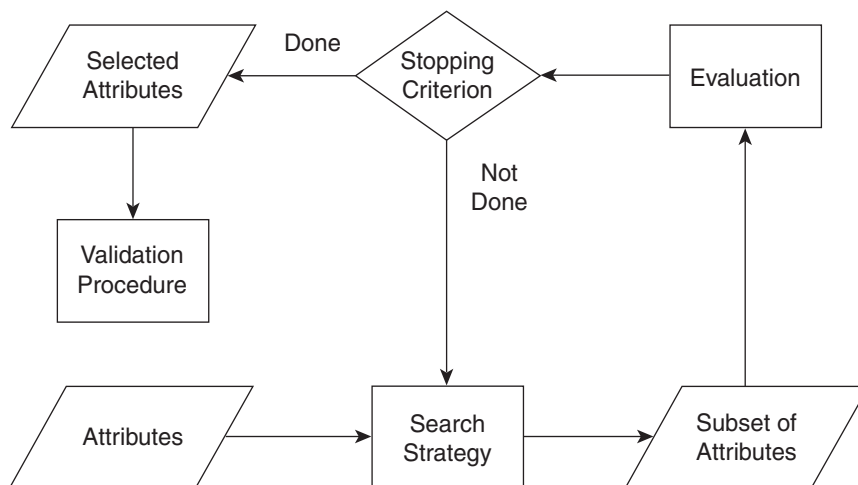 Done
Selected
Attributes
Stopping
Criterion
Evaluation
Not
Done
Validation
Procedure
Attributes
Search
Strategy
Subset of
Attributes